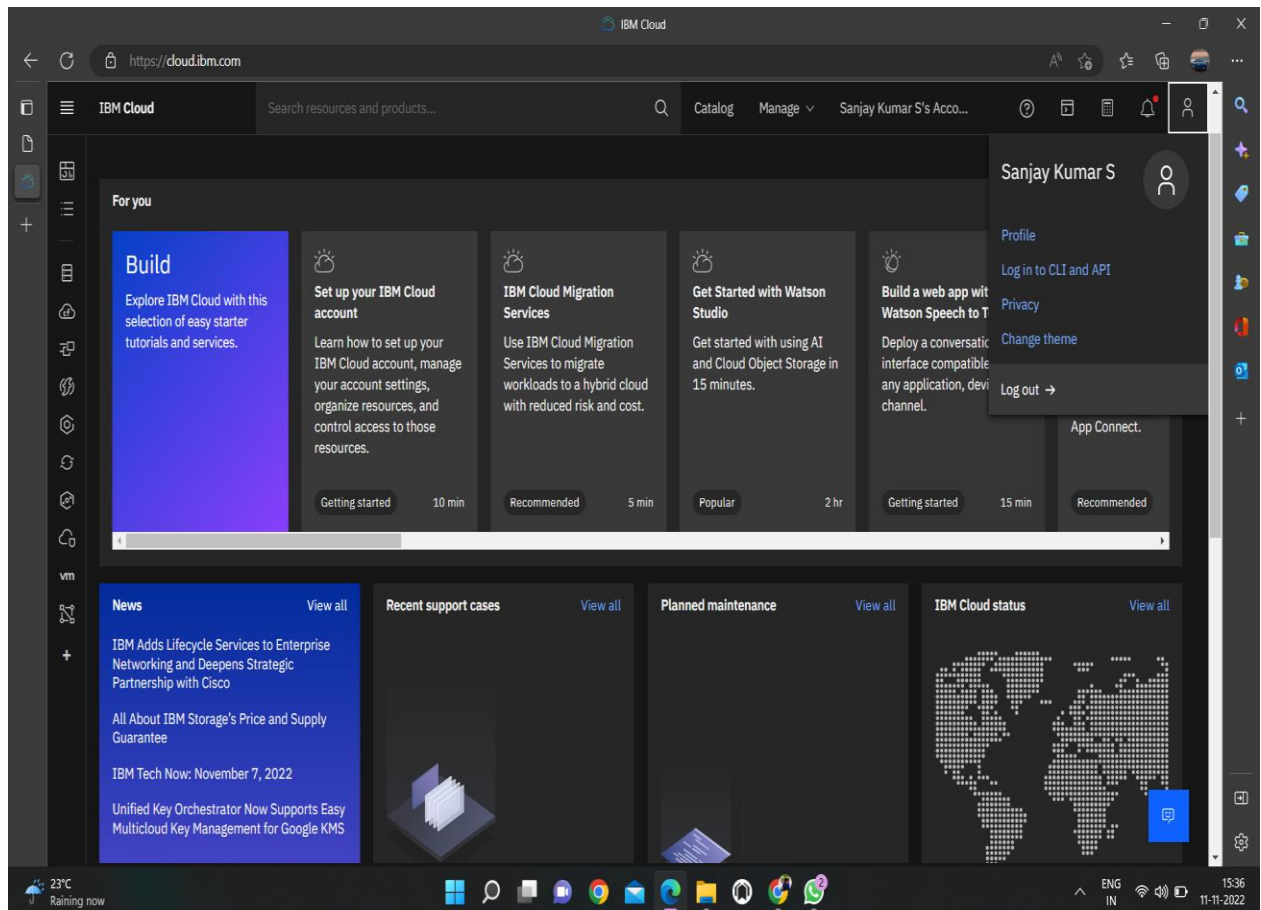 IBM Cloud
https://cloud.ibm.com
IBM Cloud
Search resources and products...
Catalog
Manage
Sanjay Kumar S's Acco...
Sanjay Kumar S
Profile
Log in to CLI and API
Privacy
Change theme
Log out →
For you
Build
Explore IBM Cloud with this
selection of easy starter
tutorials and services.
Set up your IBM Cloud
account
Learn how to set up your
IBM Cloud account, manage
your account settings,
organize resources, and
control access to those
resources.
Getting started
10 min
IBM Cloud Migration
Services
Use IBM Cloud Migration
Services to migrate
workloads to a hybrid cloud
with reduced risk and cost.
Recommended
5 min
Get Started with Watson
Studio
Get started with using AI
and Cloud Object Storage in
15 minutes.
Popular
2 hr
Build a web app wit
Watson Speech to T
Deploy a conversatic
interface compatible
any application, devi
channel.
Getting started
15 min
App Connect.
Recommended
vm
News
View all
IBM Adds Lifecycle Services to Enterprise
Networking and Deepens Strategic
Partnership with Cisco
All About IBM Storage's Price and Supply
Guarantee
IBM Tech Now: November 7, 2022
Unified Key Orchestrator Now Supports Easy
Multicloud Key Management for Google KMS
Recent support cases
View all
Planned maintenance
View all
IBM Cloud status
View all
23°C
Raining now
2
ENG
IN
15:36
11-11-2022